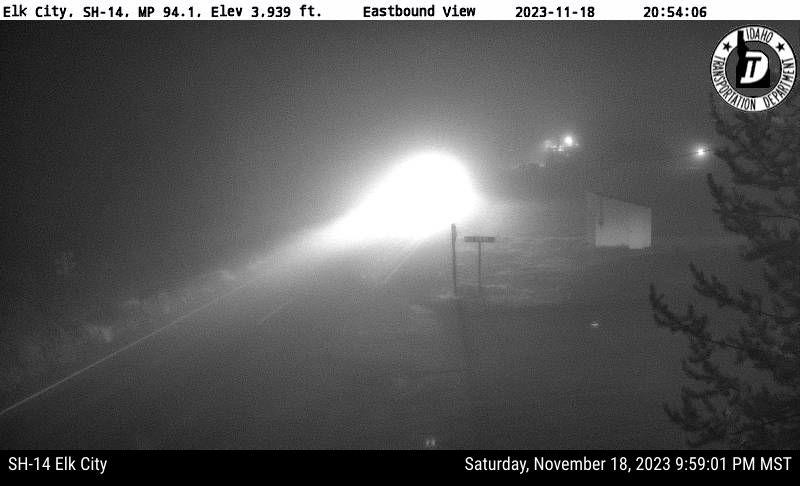 Elk City, SH-14, MP 94.1, Elev 3,939 ft. Eastbound View 2023-11-18 20:54:06
IDAHO
TRANSPORTATION DEPARTMENT
SH-14 Elk City Saturday, November 18, 2023 9:59:01 PM MST